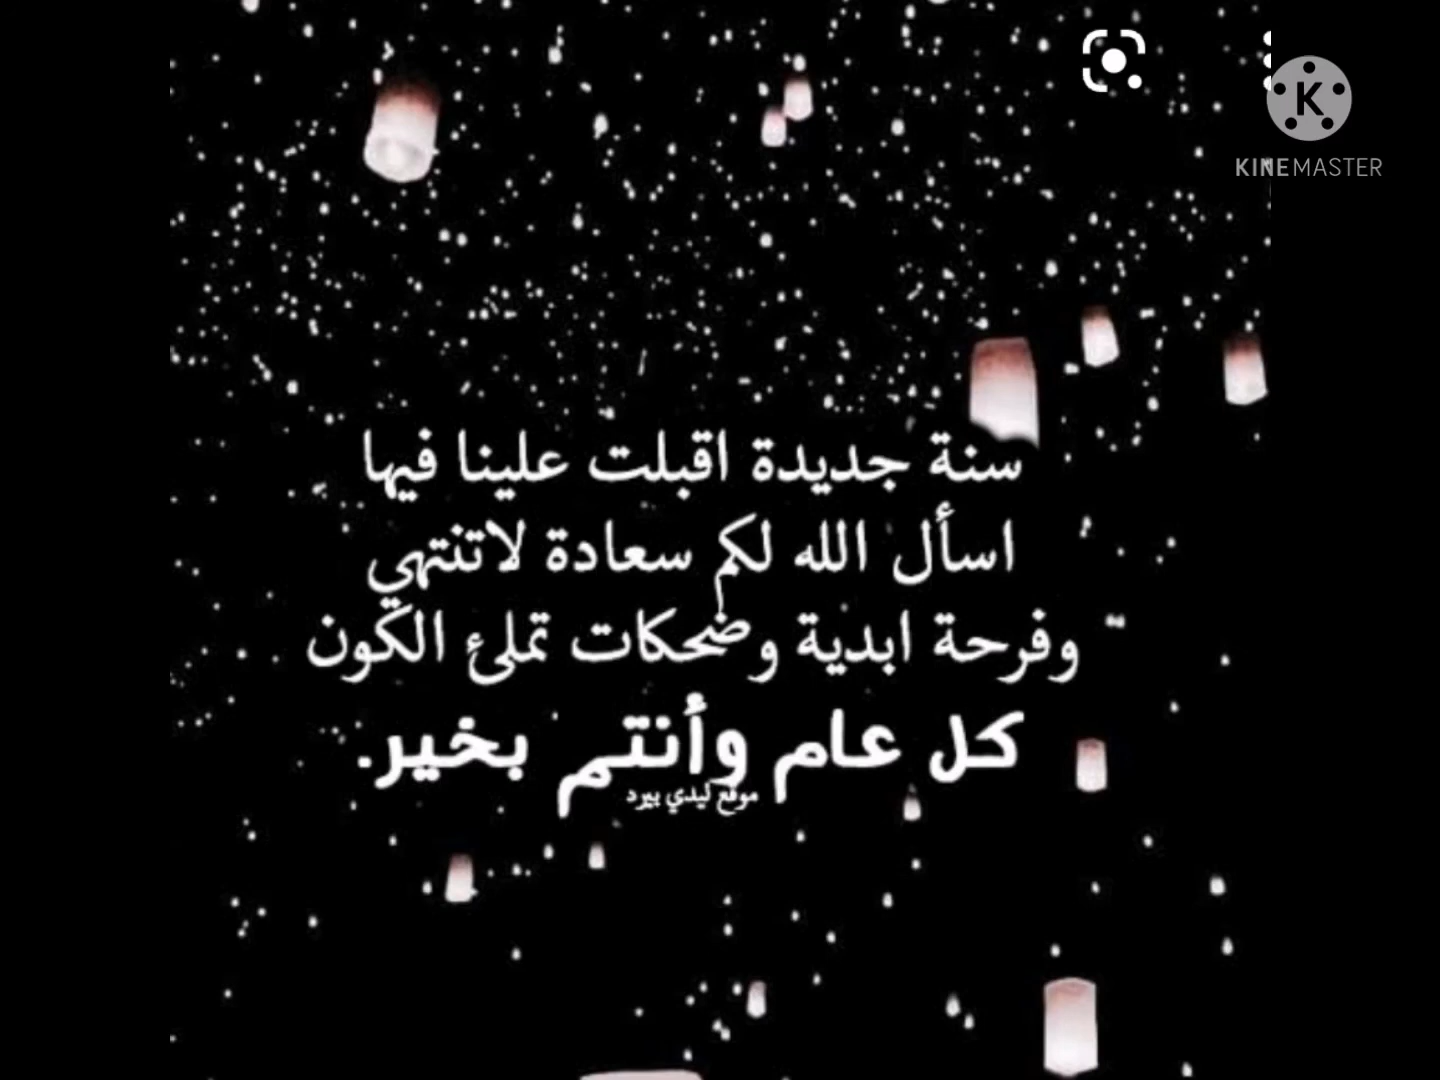 KINEMASTER
سنة جديدة اقبلت علينا فيها
اسأل الله لكم سعادة لاتنتهي
وفرحة ابدية وضحكات تملئ الكون
كل عام وأنتم بخير.
موقع ليدي بيرد